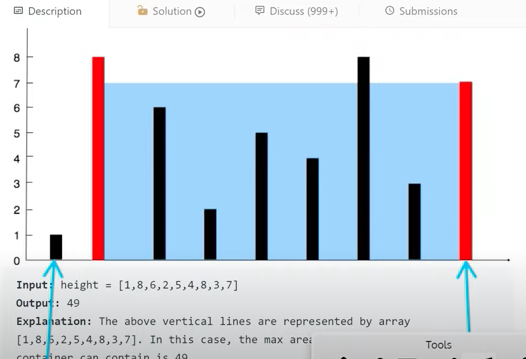 Description Solution Discuss (999+) Submissions
8
7
6
5
4
3
2
1
0
Input: height = [1,8,6,2,5,4,8,3,7]
Output: 49
Explanation: The above vertical lines are represented by array
[1,8,6,2,5,4,8,3,7]. In this case, the max area
container can contain is 49
Tools